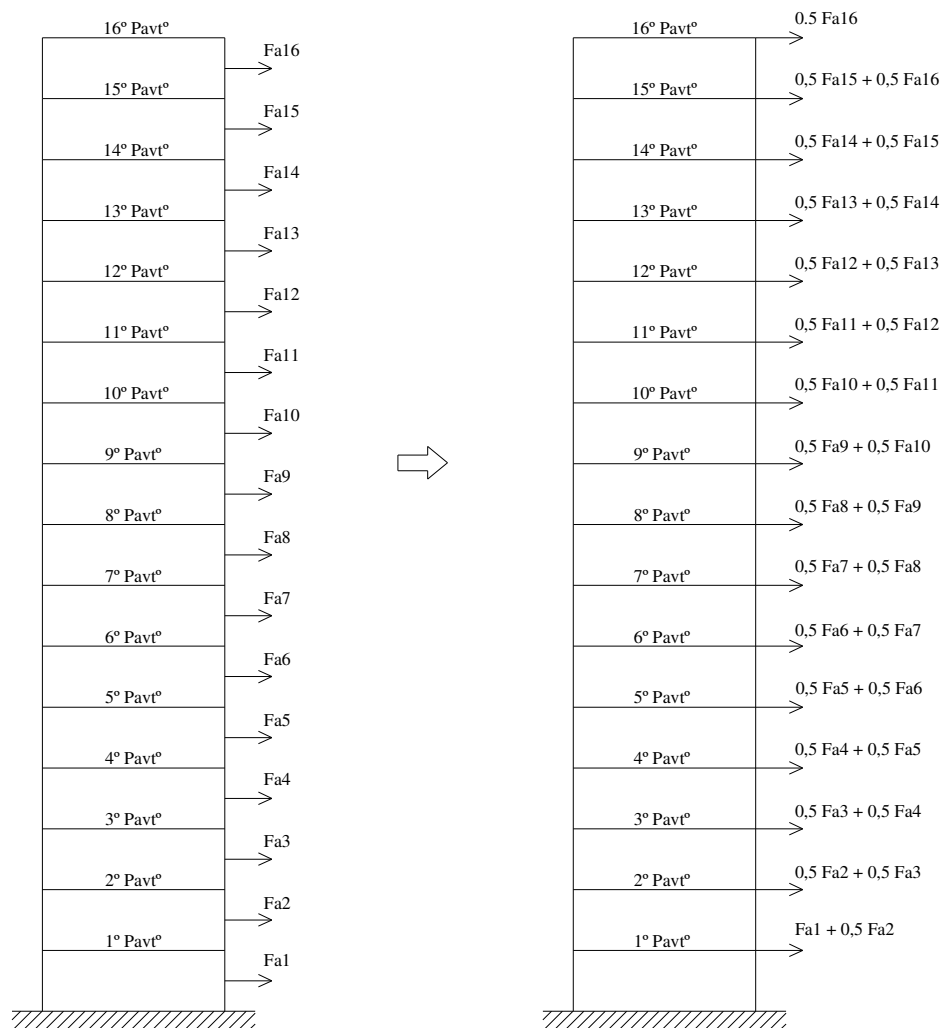 16º Pavtº
Fa16
15º Pavtº
Fa15
14º Pavtº
Fa14
13º Pavtº
Fa13
12º Pavtº
Fa12
11º Pavtº
Fa11
10º Pavtº
Fa10
9º Pavtº
Fa9
8º Pavtº
Fa8
7º Pavtº
Fa7
6º Pavtº
Fa6
5º Pavtº
Fa5
4º Pavtº
Fa4
3º Pavtº
Fa3
2º Pavtº
Fa2
1º Pavtº
Fa1
0.5 Fa16
16º Pavtº
0,5 Fa15 + 0,5 Fa16
15º Pavtº
0,5 Fa14 + 0,5 Fa15
14º Pavtº
0,5 Fa13 + 0,5 Fa14
13º Pavtº
0,5 Fa12 + 0,5 Fa13
12º Pavtº
0,5 Fa11 + 0,5 Fa12
11º Pavtº
0,5 Fa10 + 0,5 Fa11
10º Pavtº
0,5 Fa9 + 0,5 Fa10
9º Pavtº
0,5 Fa8 + 0,5 Fa9
8º Pavtº
0,5 Fa7 + 0,5 Fa8
7º Pavtº
0,5 Fa6 + 0,5 Fa7
6º Pavtº
0,5 Fa5 + 0,5 Fa6
5º Pavtº
0,5 Fa4 + 0,5 Fa5
4º Pavtº
0,5 Fa3 + 0,5 Fa4
3º Pavtº
0,5 Fa2 + 0,5 Fa3
2º Pavtº
Fa1 + 0,5 Fa2
1º Pavtº